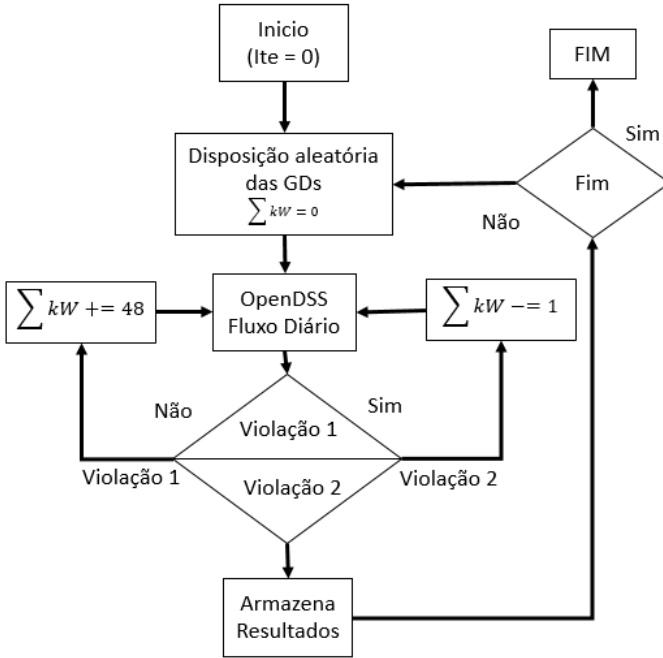 Inicio
(Ite = 0)
FIM
Sim
Disposição aleatória
das GDs
∑ kW = 0
Fim
Não
∑ kW += 48
OpenDSS
Fluxo Diário
∑ kW −= 1
Não
Sim
Violação 1
Violação 1
Violação 2
Violação 2
Armazena
Resultados